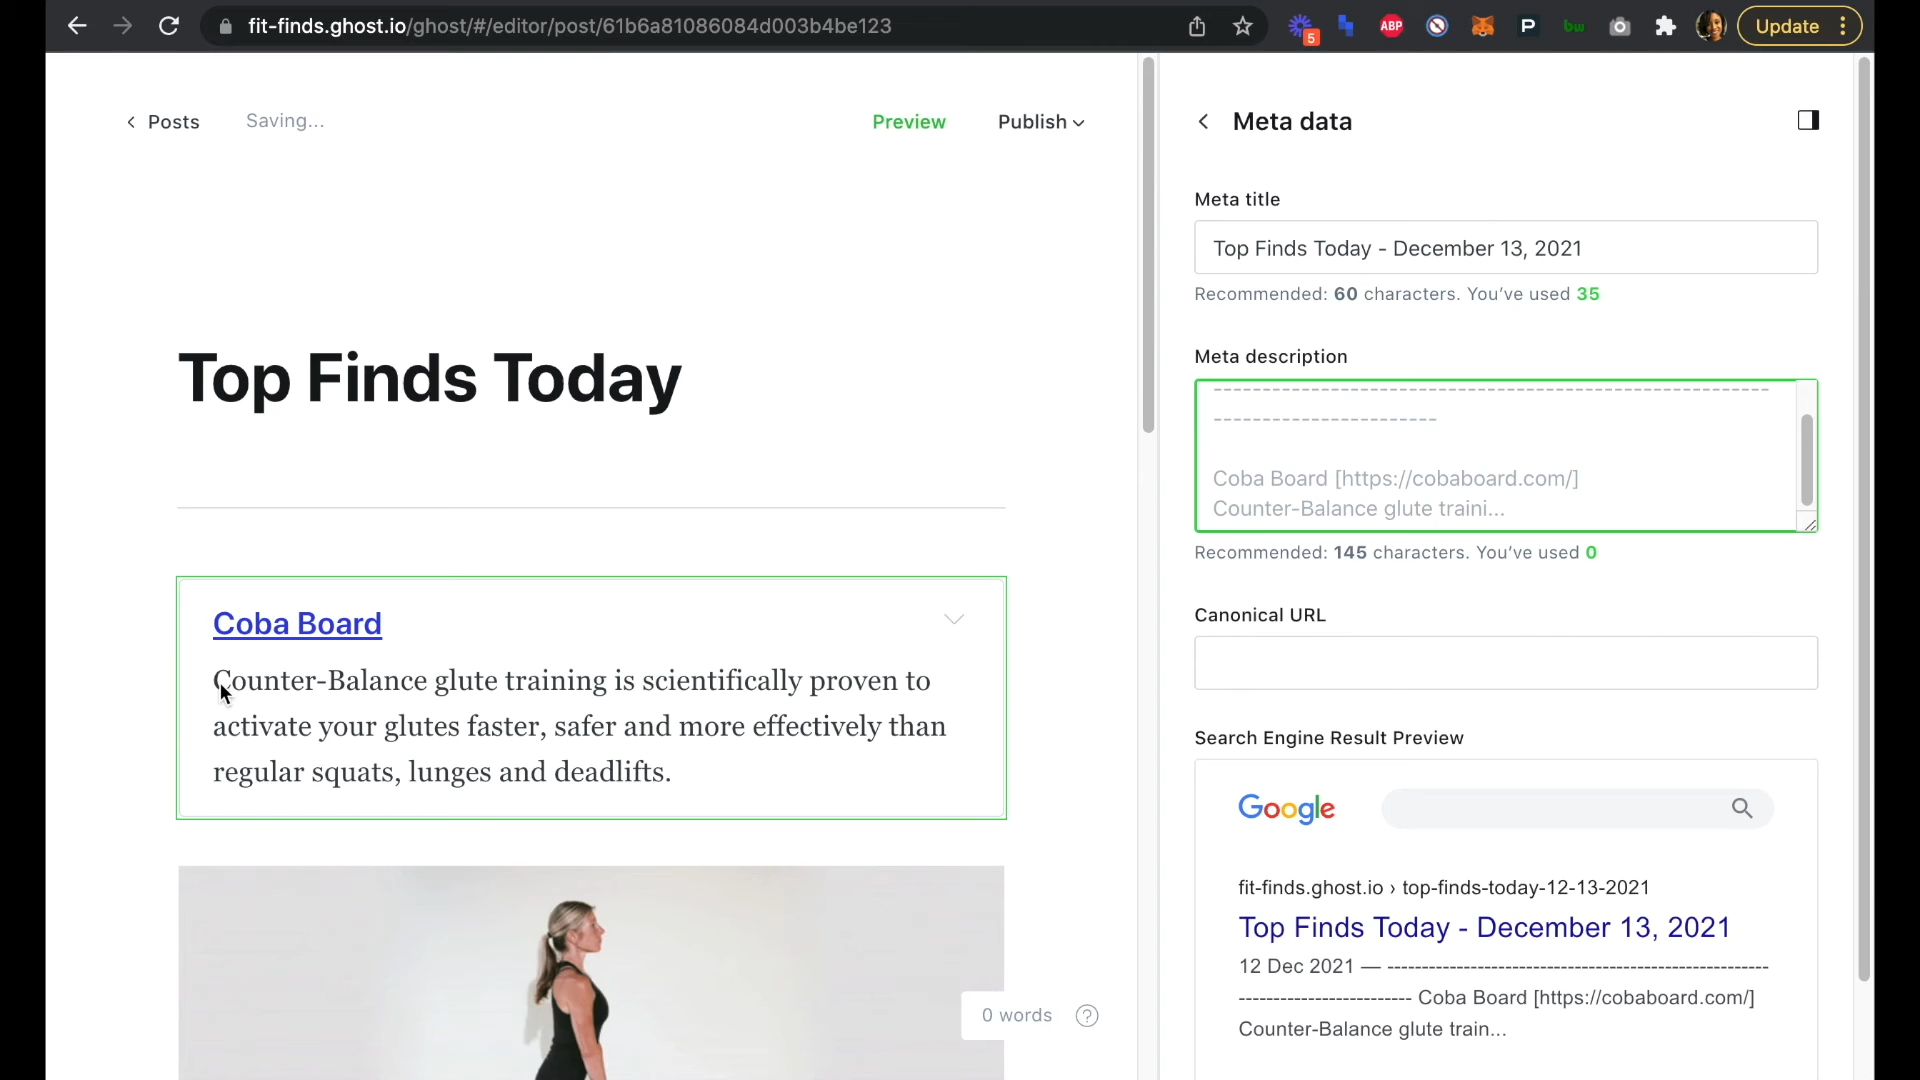 fit-finds.ghost.io/ghost/#/editor/post/61b6a81086084d003b4be123
5
ABP
P
bw
Update
Posts
Saving...
Preview
Publish
Meta data
Meta title
Top Finds Today - December 13, 2021
Recommended: 60 characters. You've used 35
Top Finds Today
Meta description
--------------------------------------------------------
-----------------------
Coba Board [https://cobaboard.com/]
Counter-Balance glute traini...
Recommended: 145 characters. You've used 0
Coba Board
Counter-Balance glute training is scientifically proven to
activate your glutes faster, safer and more effectively than
regular squats, lunges and deadlifts.
Canonical URL
Search Engine Result Preview
Google
fit-finds.ghost.io › top-finds-today-12-13-2021
Top Finds Today - December 13, 2021
12 Dec 2021 — -------------------------------------------------------
------------------------- Coba Board [https://cobaboard.com/]
Counter-Balance glute train...
0 words
?